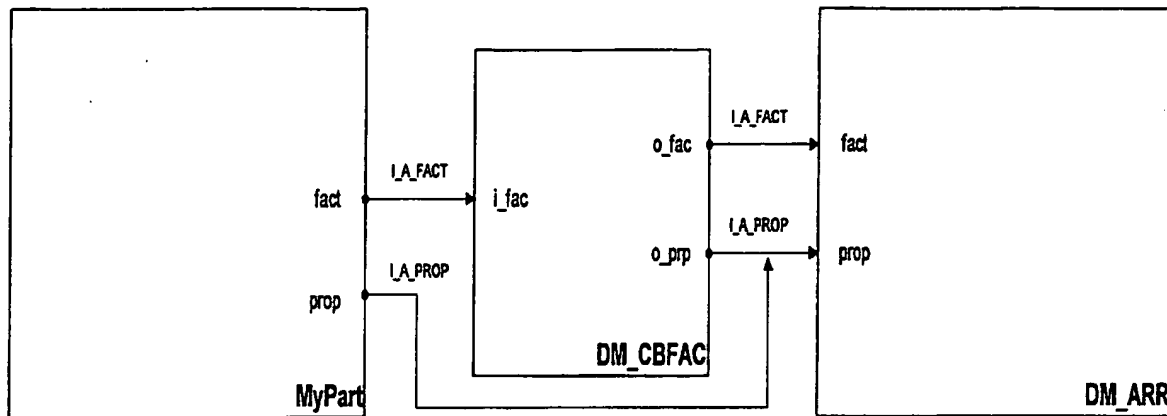 I_A_FACT
o_fac
fact
I_A_FACT
fact
i_fac
I_A_PROP
o_prp
prop
I_A_PROP
prop
DM_CBFAC
MyPart
DM_ARR